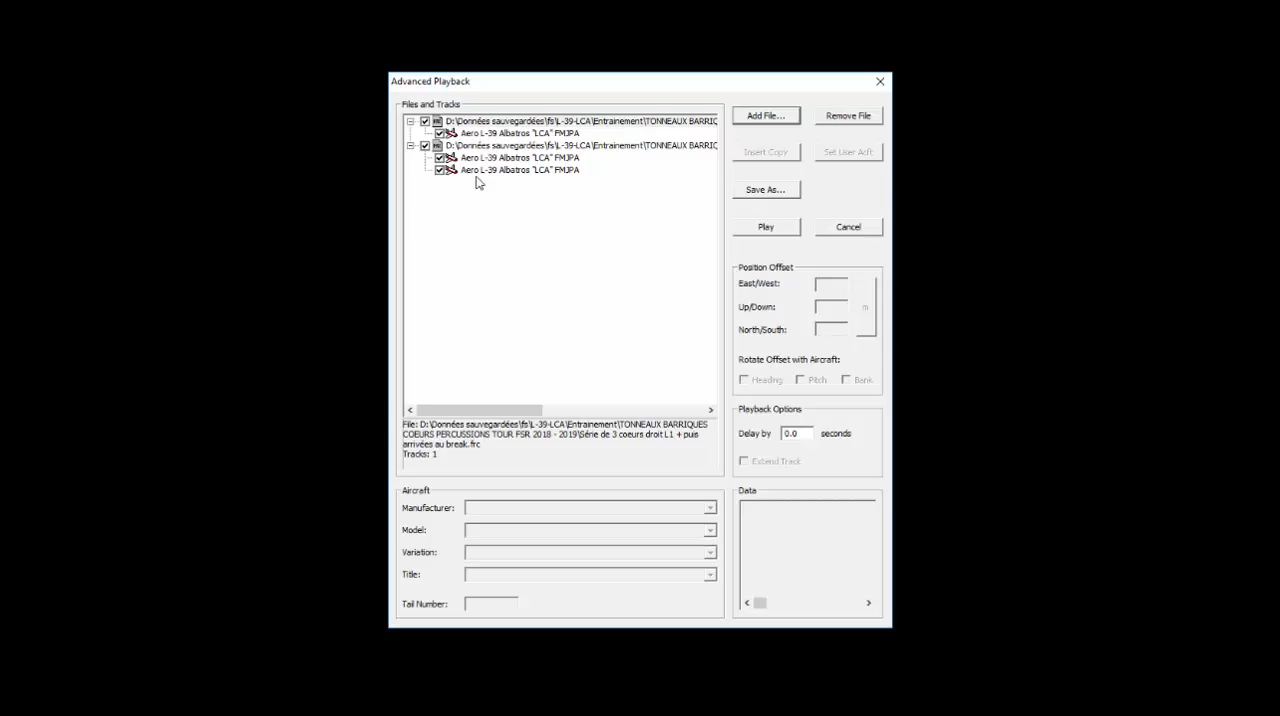 Advanced Playback
Files and Tracks
D:\Données sauvegardées\fs\L-39-LCA\Entrainement\TONNEAUX BARRIQ
Aero L-39 Albatros "LCA" FMJPA
D:\Données sauvegardées\fs\L-39-LCA\Entrainement\TONNEAUX BARRIQ
Aero L-39 Albatros "LCA" FMJPA
Aero L-39 Albatros "LCA" FMJPA
File: D:\Données sauvegardées\fs\L-39-LCA\Entrainement\TONNEAUX BARRIQUES
COEURS PERCUSSIONS TOUR FSR 2018 - 2019\Série de 3 coeurs droit L1 + puis
arrivées au break.frc
Tracks: 1
Add File... Remove File
Insert Copy Set User Acft
Save As...
Play Cancel
Position Offset
East/West:
Up/Down: m
North/South:
Rotate Offset with Aircraft:
Heading Pitch Bank
Playback Options
Delay by 0.0 seconds
Extend Track
Aircraft
Manufacturer:
Model:
Variation:
Title:
Tail Number:
Data